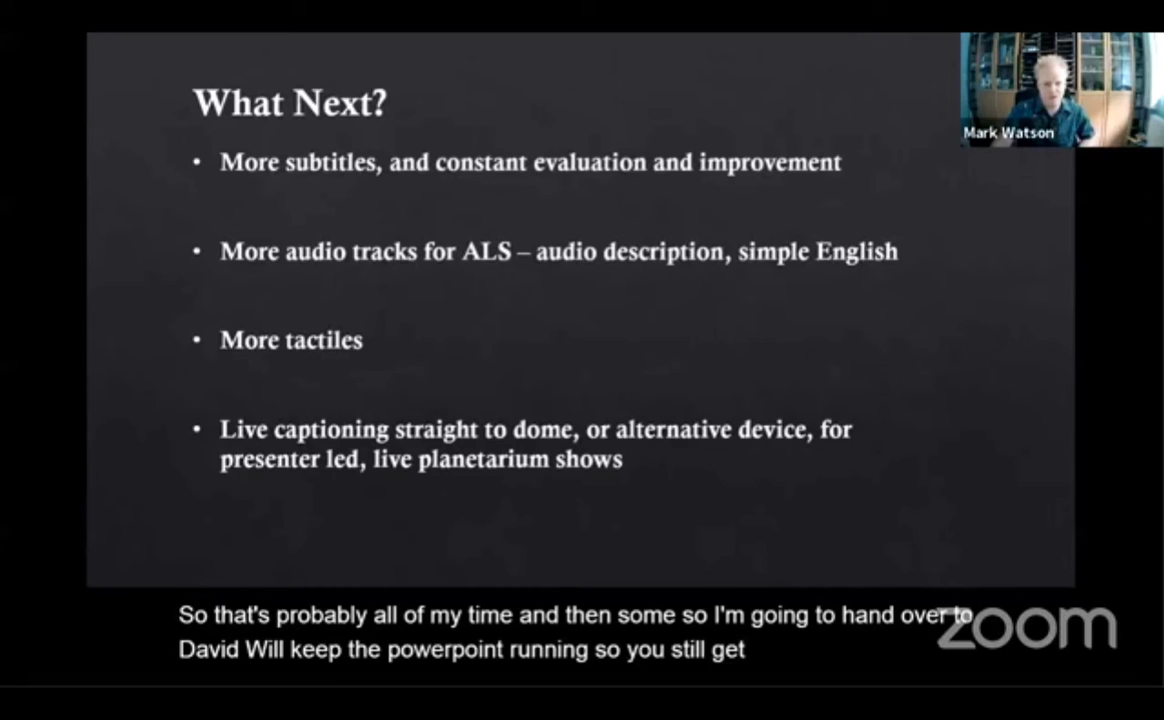 What Next?
• More subtitles, and constant evaluation and improvement
• More audio tracks for ALS – audio description, simple English
• More tactiles
• Live captioning straight to dome, or alternative device, for
presenter led, live planetarium shows
Mark Watson
So that's probably all of my time and then some so I'm going to hand over to
David Will keep the powerpoint running so you still get
zoom